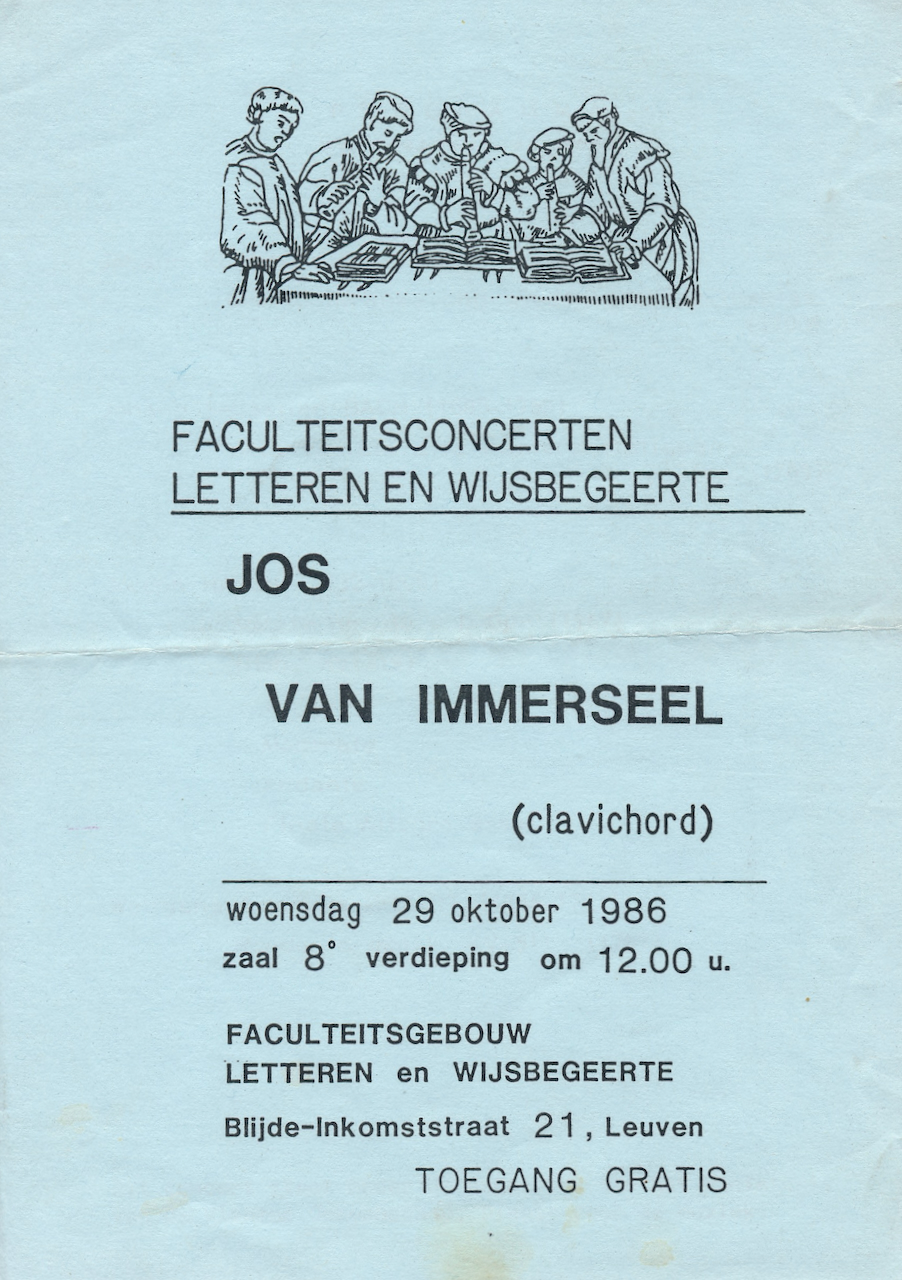 FACULTEITSCONCERTEN
LETTEREN EN WIJSBEGEERTE
JOS
VAN IMMERSEEL
(clavichord)
woensdag 29 oktober 1986
zaal 8° verdieping om 12.00 u.
FACULTEITSGEBOUW
LETTEREN en WIJSBEGEERTE
Blijde-Inkomststraat 21, Leuven
TOEGANG GRATIS